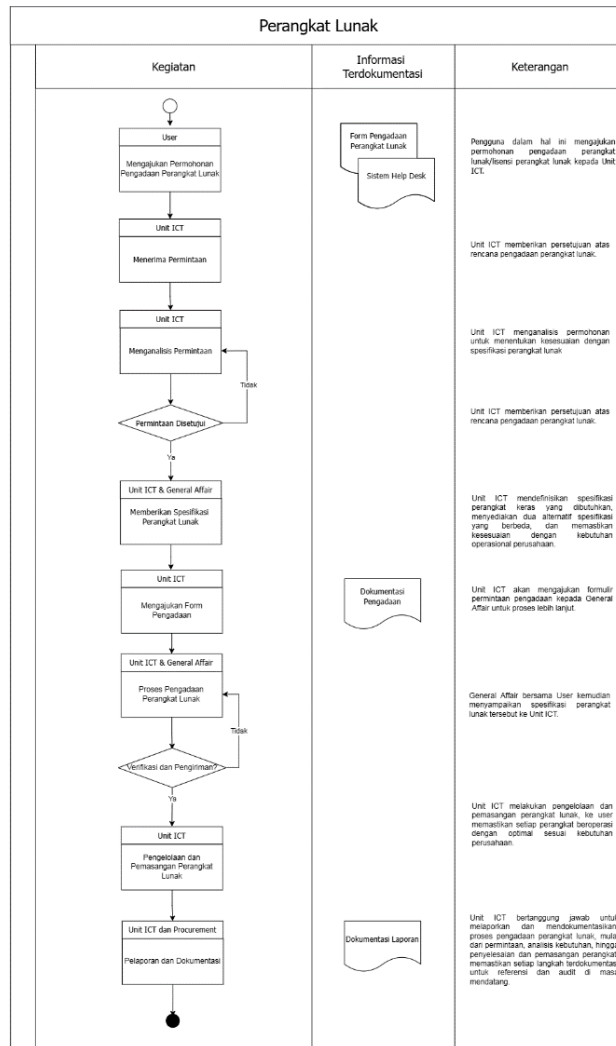 Perangkat Lunak
Kegiatan
Informasi
Terdokumentasi
Keterangan
User
Mengajukan Permohonan
Pengadaan Perangkat Lunak
Form Pengadaan
Perangkat Lunak
Sistem Help Desk
Pengguna dalam hal ini mengajukan
permohonan pengadaan perangkat
lunak/lisensi perangkat lunak kepada Unit
ICT.
Unit ICT
Menerima Permintaan
Unit ICT memberikan persetujuan atas
rencana pengadaan perangkat lunak.
Unit ICT
Menganalisis Permintaan
Tidak
Unit ICT menganalisis permohonan
untuk menentukan kesesuaian dengan
spesifikasi perangkat lunak
Permintaan Disetujui
Ya
Unit ICT memberikan persetujuan atas
rencana pengadaan perangkat lunak.
Unit ICT & General Affair
Memberikan Spesifikasi
Perangkat Lunak
Unit ICT mendefinisikan spesifikasi
perangkat keras yang dibutuhkan,
menyediakan dua alternatif spesifikasi
yang berbeda, dan memastikan
kesesuaian dengan kebutuhan
operasional perusahaan.
Unit ICT
Mengajukan Form
Pengadaan
Dokumentasi
Pengadaan
Unit ICT akan mengajukan formulir
permintaan pengadaan kepada General
Affair untuk proses lebih lanjut.
Unit ICT & General Affair
Proses Pengadaan
Perangkat Lunak
Tidak
General Affair bersama User kemudian
menyampaikan spesifikasi perangkat
lunak tersebut ke Unit ICT.
Verifikasi dan Pengiriman?
Ya
Unit ICT
Pengelolaan dan
Pemasangan Perangkat
Lunak
Unit ICT melakukan pengelolaan dan
pemasangan perangkat lunak, ke user
memastikan setiap perangkat beroperasi
dengan optimal sesuai kebutuhan
perusahaan.
Unit ICT dan Procurement
Pelaporan dan Dokumentasi
Dokumentasi Laporan
Unit ICT bertanggung jawab untuk
melaporkan dan mendokumentasikan
proses pengadaan perangkat lunak, mulai
dari permintaan, analisis kebutuhan, hingga
penyelesaian dan pemasangan perangkat,
memastikan setiap langkah terdokumentasi
untuk referensi dan audit di masa
mendatang.